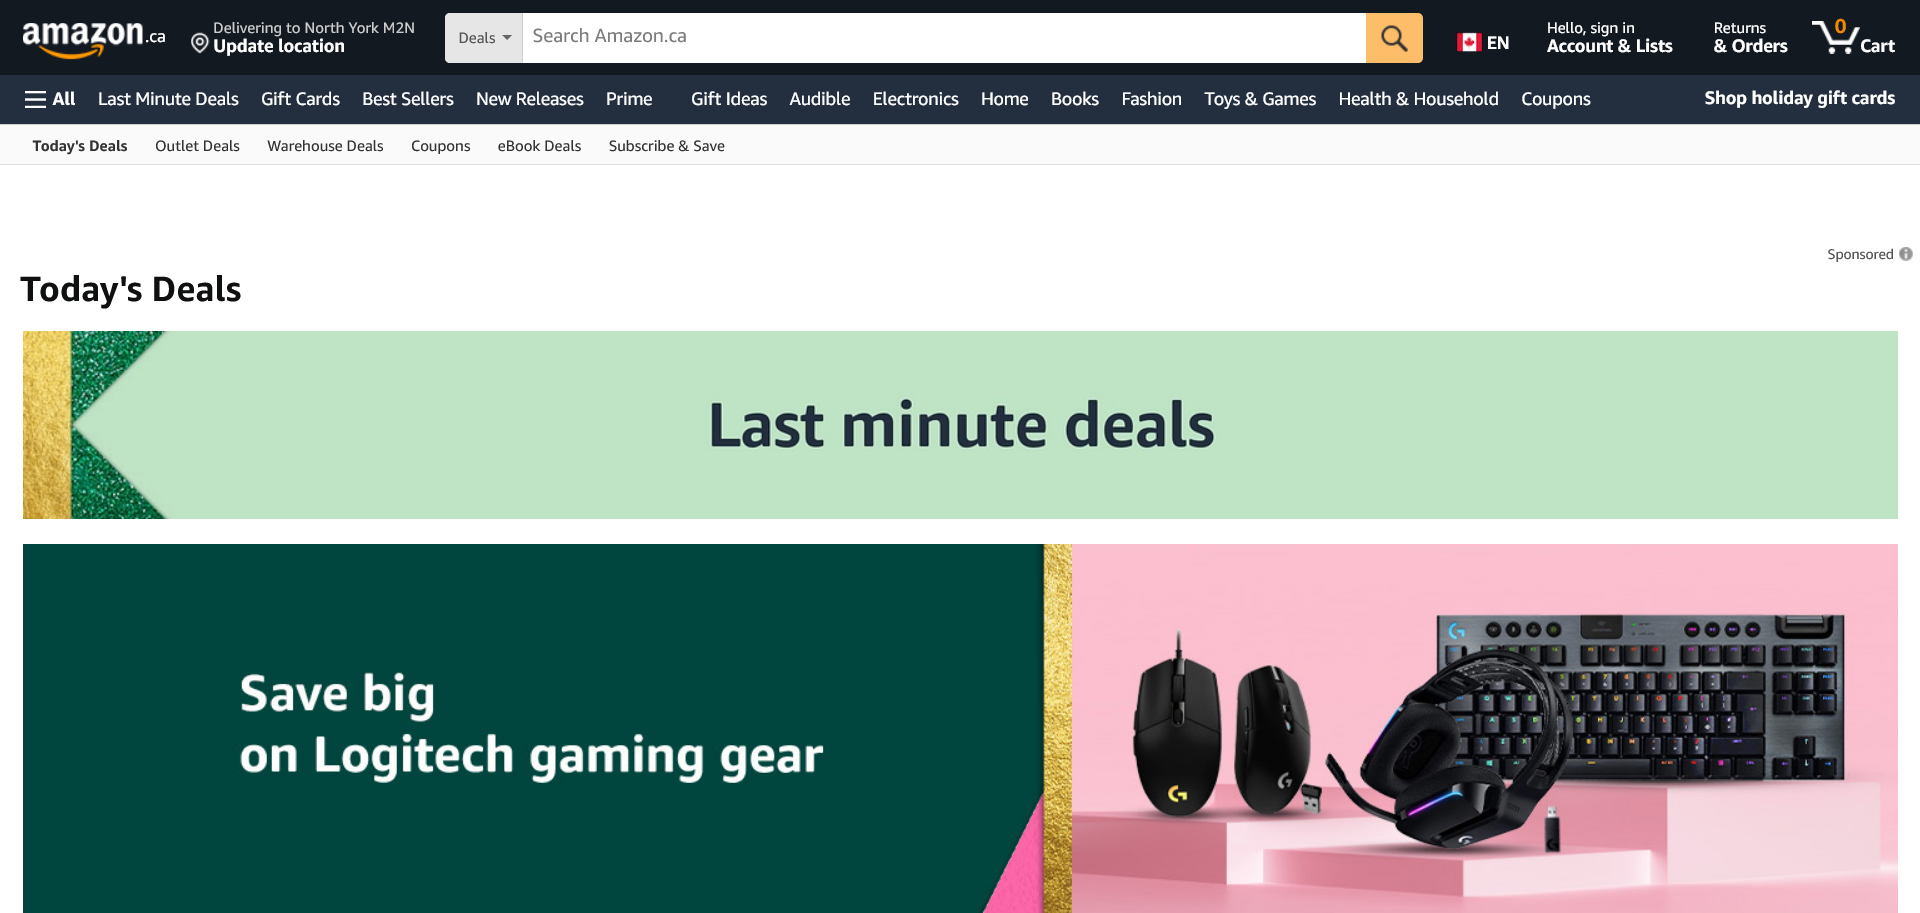 amazon.ca
Delivering to North York M2N
Update location
Deals
Search Amazon.ca
EN
Hello, sign in
Account & Lists
Returns
& Orders
0
Cart
All
Last Minute Deals
Gift Cards
Best Sellers
New Releases
Prime
Gift Ideas
Audible
Electronics
Home
Books
Fashion
Toys & Games
Health & Household
Coupons
Shop holiday gift cards
Today's Deals
Outlet Deals
Warehouse Deals
Coupons
eBook Deals
Subscribe & Save
Sponsored
Today's Deals
Last minute deals
Save big
on Logitech gaming gear